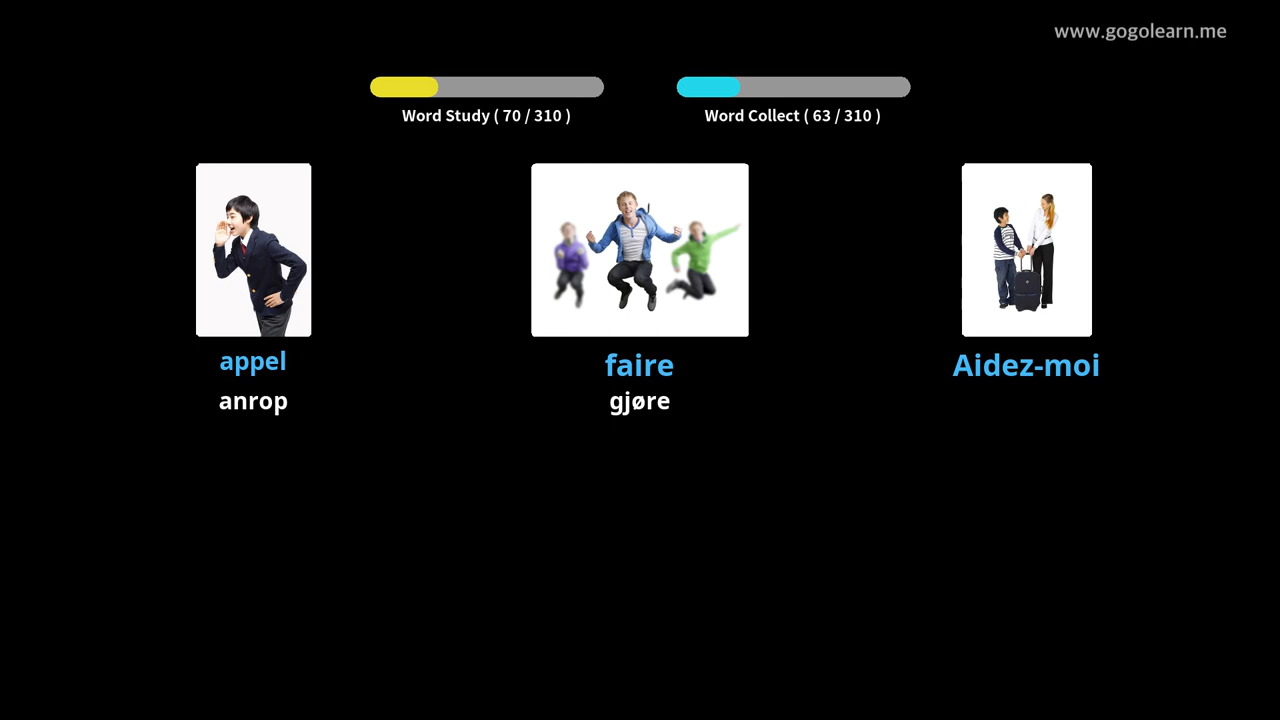 www.gogolearn.me
Word Study ( 70 / 310 )
Word Collect ( 63 / 310 )
appel
anrop
faire
gjøre
Aidez-moi